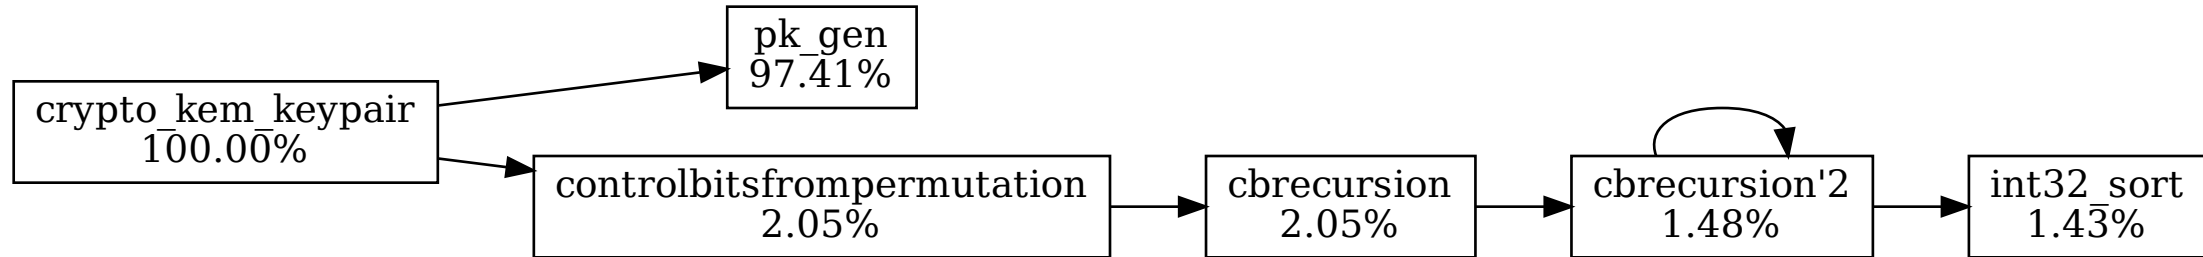 pk_gen
97.41%
crypto_kem_keypair
100.00%
controlbitsfrompermutation
2.05%
cbrecursion
2.05%
cbrecursion'2
1.48%
int32_sort
1.43%